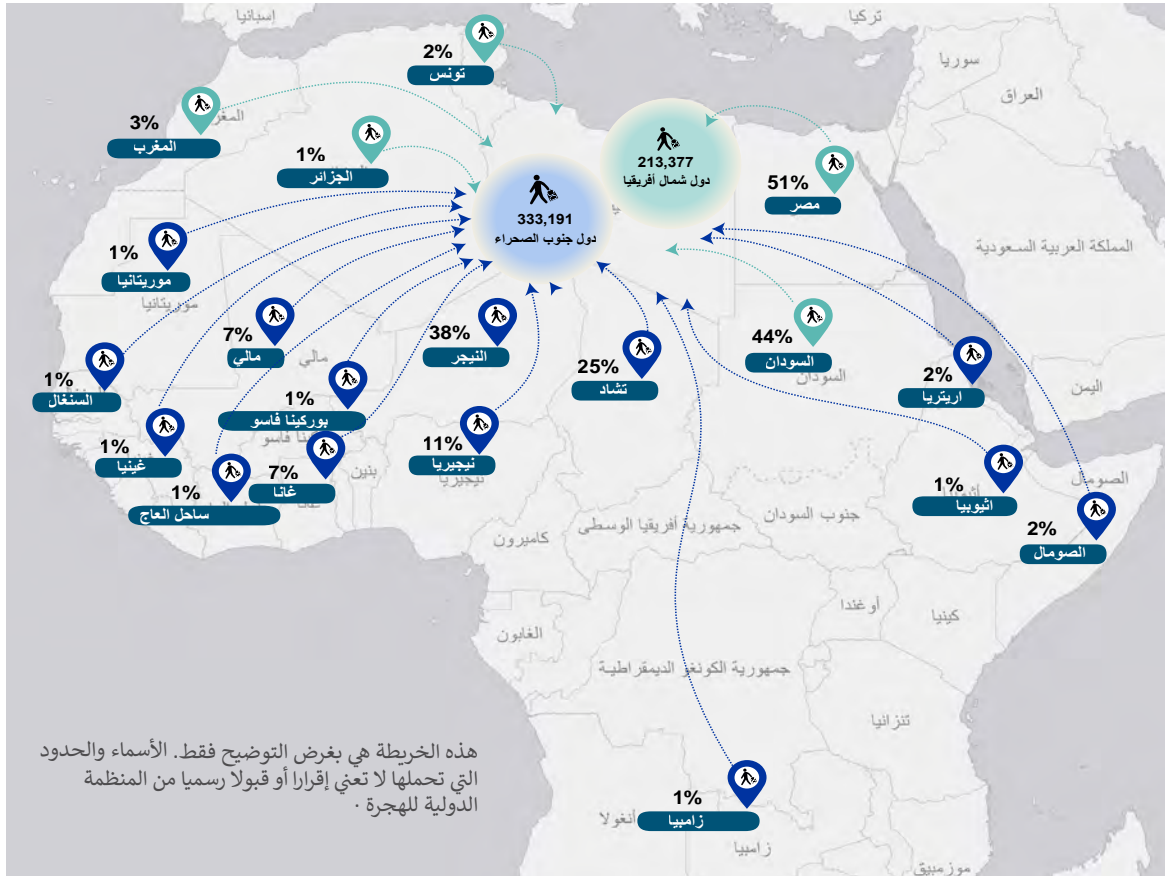 إسبانيا
تركيا
2%
تونس
سوريا
العراق
3%
المغرب
1%
الجزائر
213,377
دول شمال أفريقيا
51%
مصر
333,191
دول جنوب الصحراء
المملكة العربية السعودية
1%
موريتانيا
موريتانيا
7%
مالي
مالي
38%
النيجر
25%
تشاد
44%
السودان
السودان
2%
اريتريا
اليمن
1%
السنغال
1%
بوركينا فاسو
1%
غينيا
7%
غانا
بنين
11%
نيجيريا
نيجيريا
1%
ساحل العاج
1%
اثيوبيا
الصومال
2%
الصومال
كاميرون
جمهورية أفريقيا الوسطى
جنوب السودان
أوغندا
كينيا
الغابون
جمهورية الكونغو الديمقراطية
تنزانيا
هذه الخريطة هي بغرض التوضيح فقط. الأسماء والحدود
التي تحملها لا تعني إقرارا أو قبولا رسميا من المنظمة
الدولية للهجرة ٠
1%
زامبيا
أنغولا
زامبيا
موزمبيق